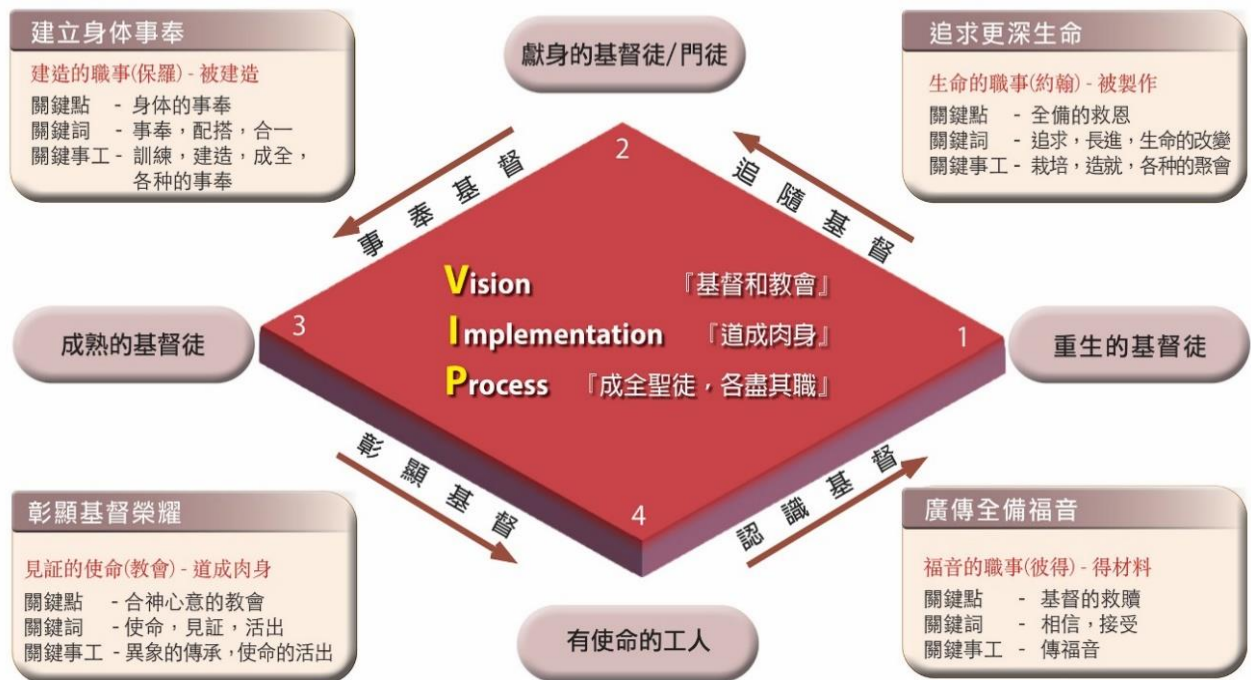 建立身体事奉
建造的職事(保羅) - 被建造
關鍵點 - 身体的事奉
關鍵詞 - 事奉，配搭，合一
關鍵事工 - 訓練，建造，成全，
各种的事奉
獻身的基督徒/門徒
追求更深生命
生命的職事(約翰) - 被製作
關鍵點 - 全備的救恩
關鍵詞 - 追求，長進，生命的改變
關鍵事工 - 栽培，造就，各种的聚會
2
事奉基督
追隨基督
Vision 『基督和教會』
Implementation 『道成肉身』
Process 『成全聖徒，各盡其職』
3
1
成熟的基督徒
重生的基督徒
彰顯基督
認識基督
4
彰顯基督榮耀
見証的使命(教會) - 道成肉身
關鍵點 - 合神心意的教會
關鍵詞 - 使命，見証，活出
關鍵事工 - 異象的傳承，使命的活出
有使命的工人
廣傳全備福音
福音的職事(彼得) - 得材料
關鍵點 - 基督的救贖
關鍵詞 - 相信，接受
關鍵事工 - 傳福音